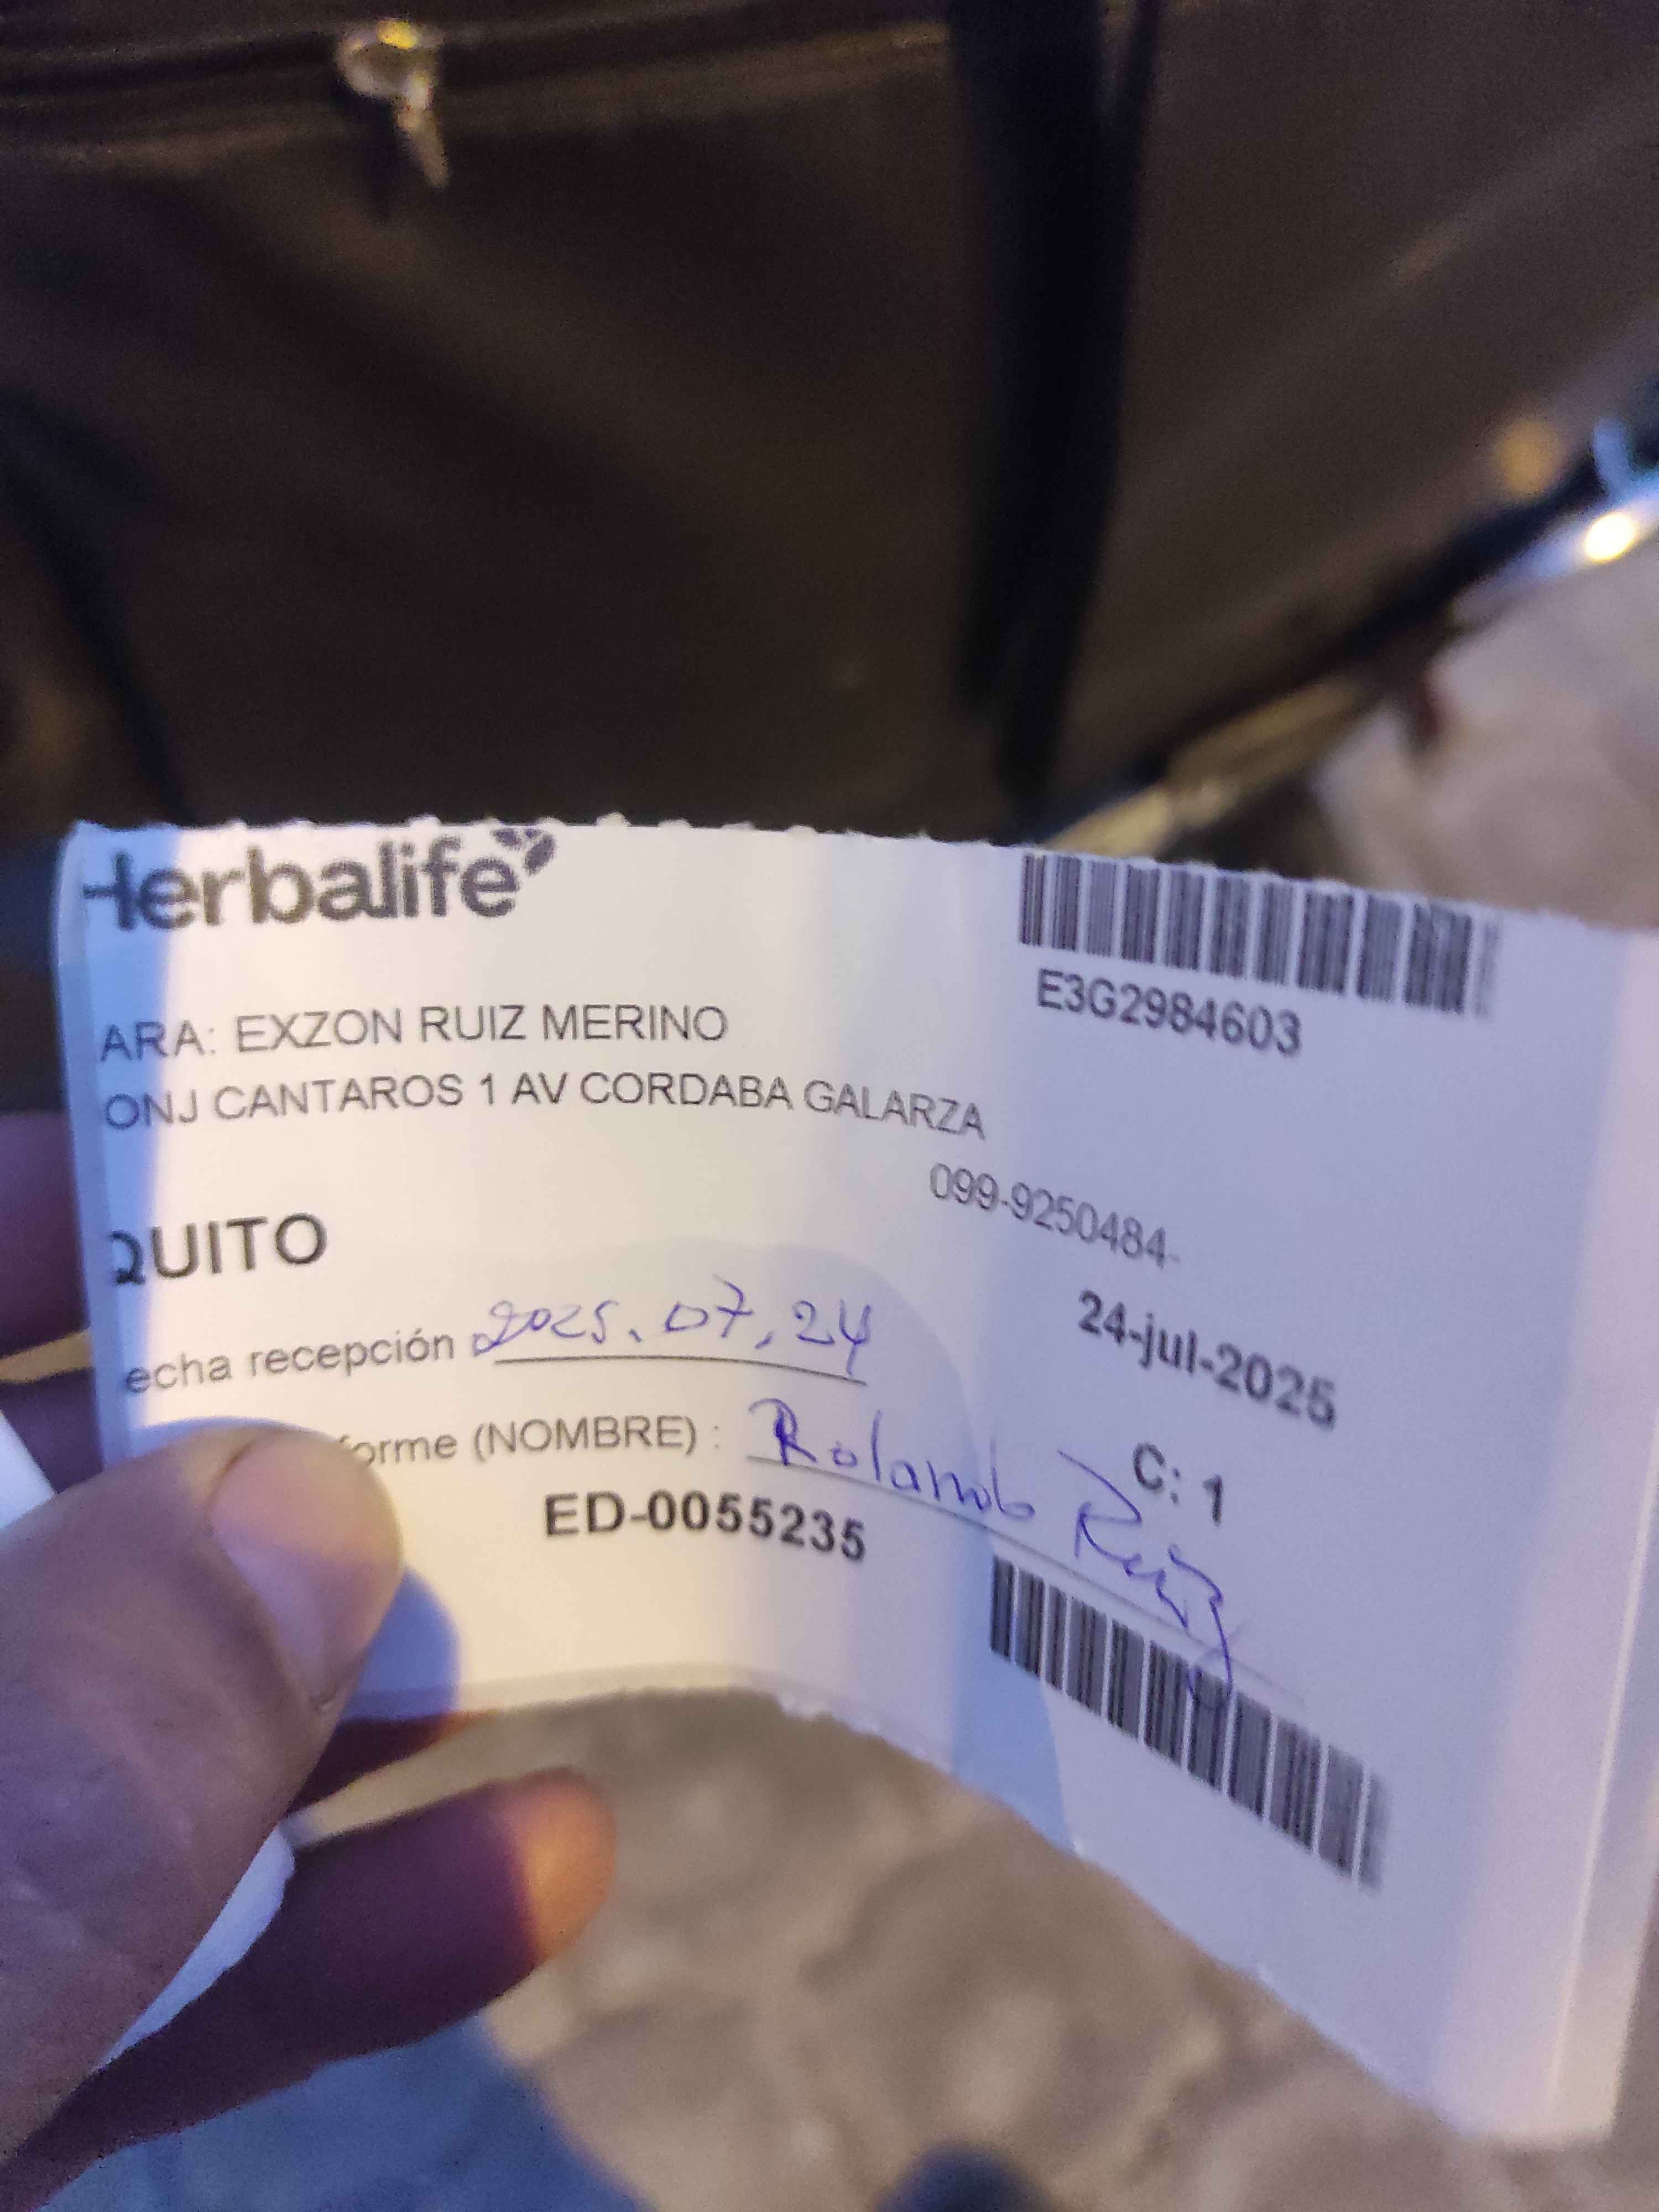 Herbalife
E3G2984603
ARA: EXZON RUIZ MERINO
ONJ CANTAROS 1 AV CORDABA GALARZA
099-9250484-
QUITO
24-jul-2025
echa recepción 2025.07.24
orme (NOMBRE) : Rolando Ruiz
C: 1
ED-0055235